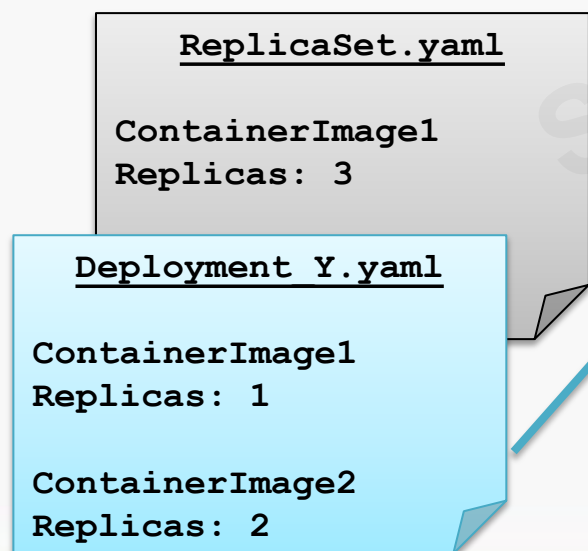 ReplicaSet.yaml
ContainerImage1
Replicas: 3
Deployment_Y.yaml
ContainerImage1
Replicas: 1
ContainerImage2
Replicas: 2